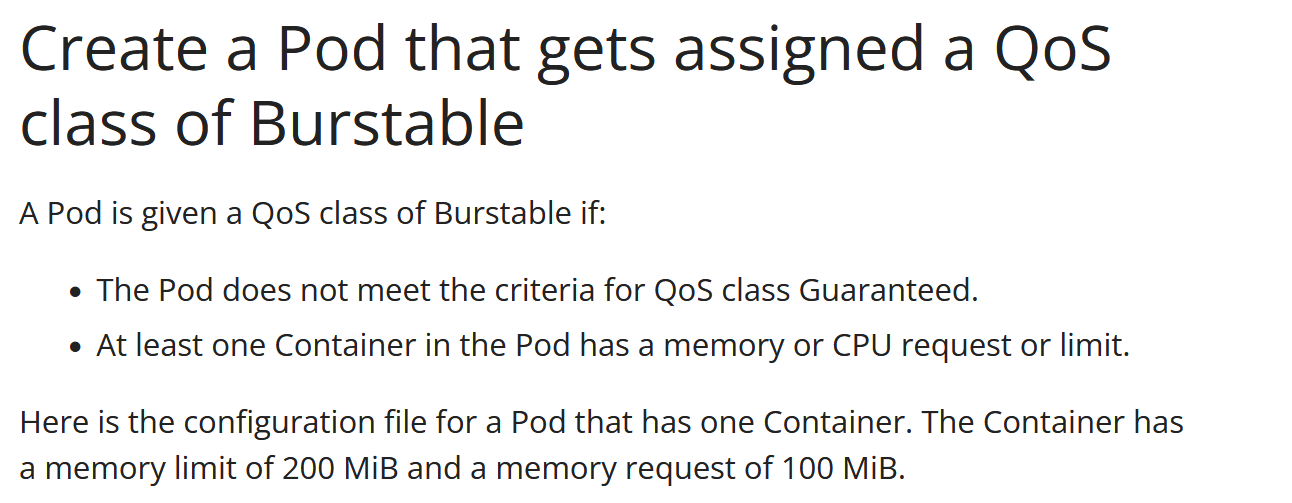 Create a Pod that gets assigned a QoS
class of Burstable
A Pod is given a QoS class of Burstable if:
• The Pod does not meet the criteria for QoS class Guaranteed.
• At least one Container in the Pod has a memory or CPU request or limit.
Here is the configuration file for a Pod that has one Container. The Container has
a memory limit of 200 MiB and a memory request of 100 MiB.